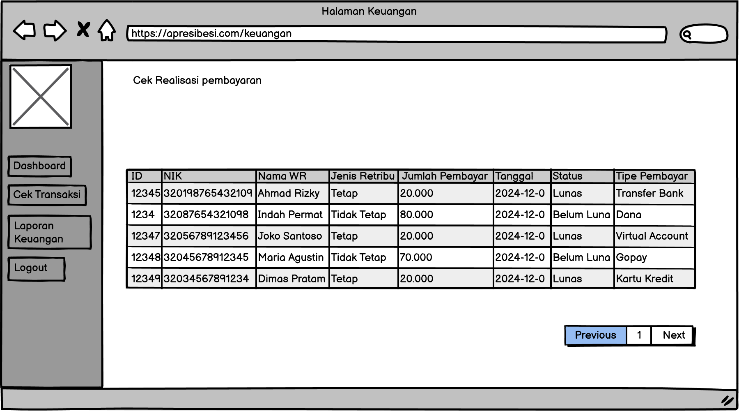 Halaman Keuangan
https://apresibesi.com/keuangan
Cek Realisasi pembayaran
Dashboard
Cek Transaksi
Laporan
Keuangan
Logout
ID NIK Nama WR Jenis Retribu Jumlah Pembayar Tanggal Status Tipe Pembayar
12345 320198765432109 Ahmad Rizky Tetap 20.000 2024-12-0 Lunas Transfer Bank
1234 32087654321098 Indah Permat Tidak Tetap 80.000 2024-12-0 Belum Luna Dana
12347 32056789123456 Joko Santoso Tetap 20.000 2024-12-0 Lunas Virtual Account
12348 32045678912345 Maria Agustin Tidak Tetap 70.000 2024-12-0 Belum Luna Gopay
12349 32034567891234 Dimas Pratam Tetap 20.000 2024-12-0 Lunas Kartu Kredit
Previous 1 Next